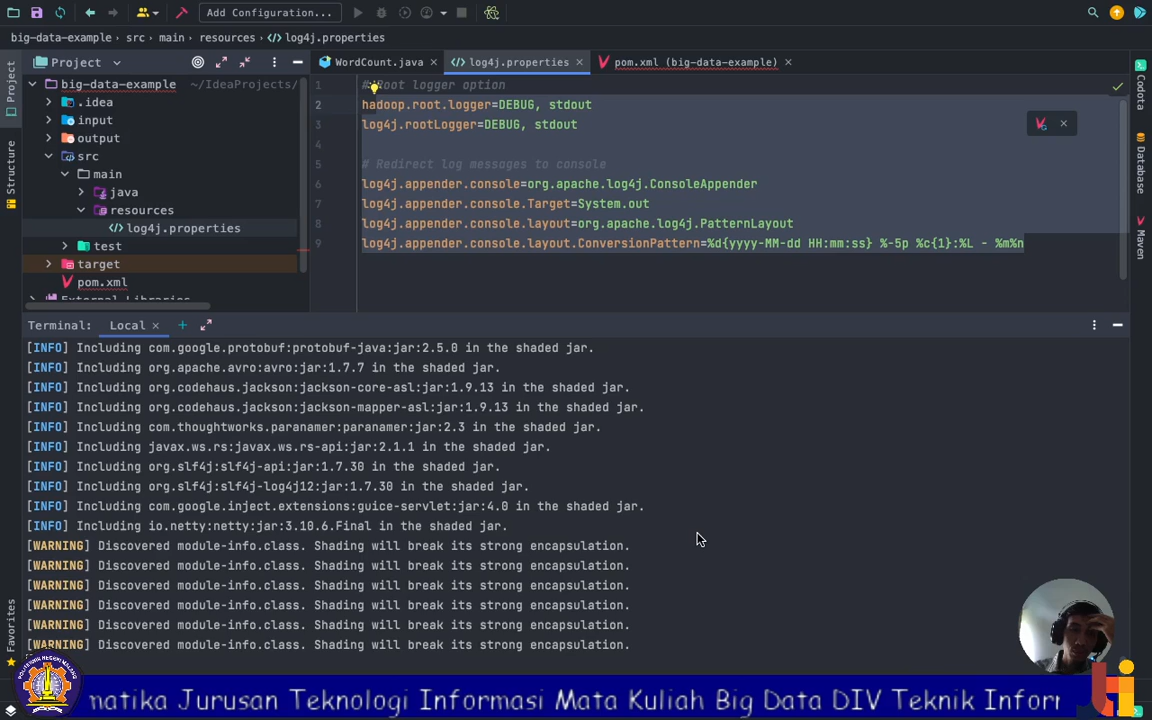 Add Configuration...
big-data-example > src > main > resources > log4j.properties
Project
WordCount.java
log4j.properties
pom.xml (big-data-example)
Project
Structure
Favorites
big-data-example ~/IdeaProjects/
.idea
input
output
src
main
java
resources
log4j.properties
test
target
pom.xml
External Libraries
1 # Root logger option
2 hadoop.root.logger=DEBUG, stdout
3 log4j.rootLogger=DEBUG, stdout
4
5 # Redirect log messages to console
6 log4j.appender.console=org.apache.log4j.ConsoleAppender
7 log4j.appender.console.Target=System.out
8 log4j.appender.console.layout=org.apache.log4j.PatternLayout
9 log4j.appender.console.layout.ConversionPattern=%d{yyyy-MM-dd HH:mm:ss} %-5p %c{1}:%L - %m%n
Codota
Database
Maven
Terminal: Local
[INFO] Including com.google.protobuf:protobuf-java:jar:2.5.0 in the shaded jar.
[INFO] Including org.apache.avro:avro:jar:1.7.7 in the shaded jar.
[INFO] Including org.codehaus.jackson:jackson-core-asl:jar:1.9.13 in the shaded jar.
[INFO] Including org.codehaus.jackson:jackson-mapper-asl:jar:1.9.13 in the shaded jar.
[INFO] Including com.thoughtworks.paranamer:paranamer:jar:2.3 in the shaded jar.
[INFO] Including javax.ws.rs:javax.ws.rs-api:jar:2.1.1 in the shaded jar.
[INFO] Including org.slf4j:slf4j-api:jar:1.7.30 in the shaded jar.
[INFO] Including org.slf4j:slf4j-log4j12:jar:1.7.30 in the shaded jar.
[INFO] Including com.google.inject.extensions:guice-servlet:jar:4.0 in the shaded jar.
[INFO] Including io.netty:netty:jar:3.10.6.Final in the shaded jar.
[WARNING] Discovered module-info.class. Shading will break its strong encapsulation.
[WARNING] Discovered module-info.class. Shading will break its strong encapsulation.
[WARNING] Discovered module-info.class. Shading will break its strong encapsulation.
[WARNING] Discovered module-info.class. Shading will break its strong encapsulation.
[WARNING] Discovered module-info.class. Shading will break its strong encapsulation.
[WARNING] Discovered module-info.class. Shading will break its strong encapsulation.
POLITEKNIK NEGERI MALANG
matika Jurusan Teknologi Informasi Mata Kuliah Big Data DIV Teknik Infor